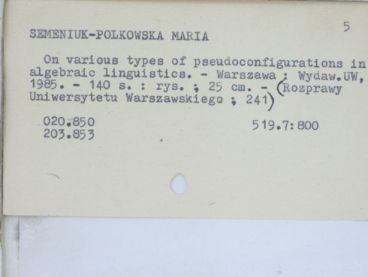 5
SEMENIUK-POLKOWSKA MARIA
On various types of pseudoconfigurations in
algebraic linguistics. - Warszawa : Wydaw.UW,
1985. - 140 s. : rys. ; 25 cm. - (Rozprawy
Uniwersytetu Warszawskiego ; 241)
020.850 519.7:800
203.853